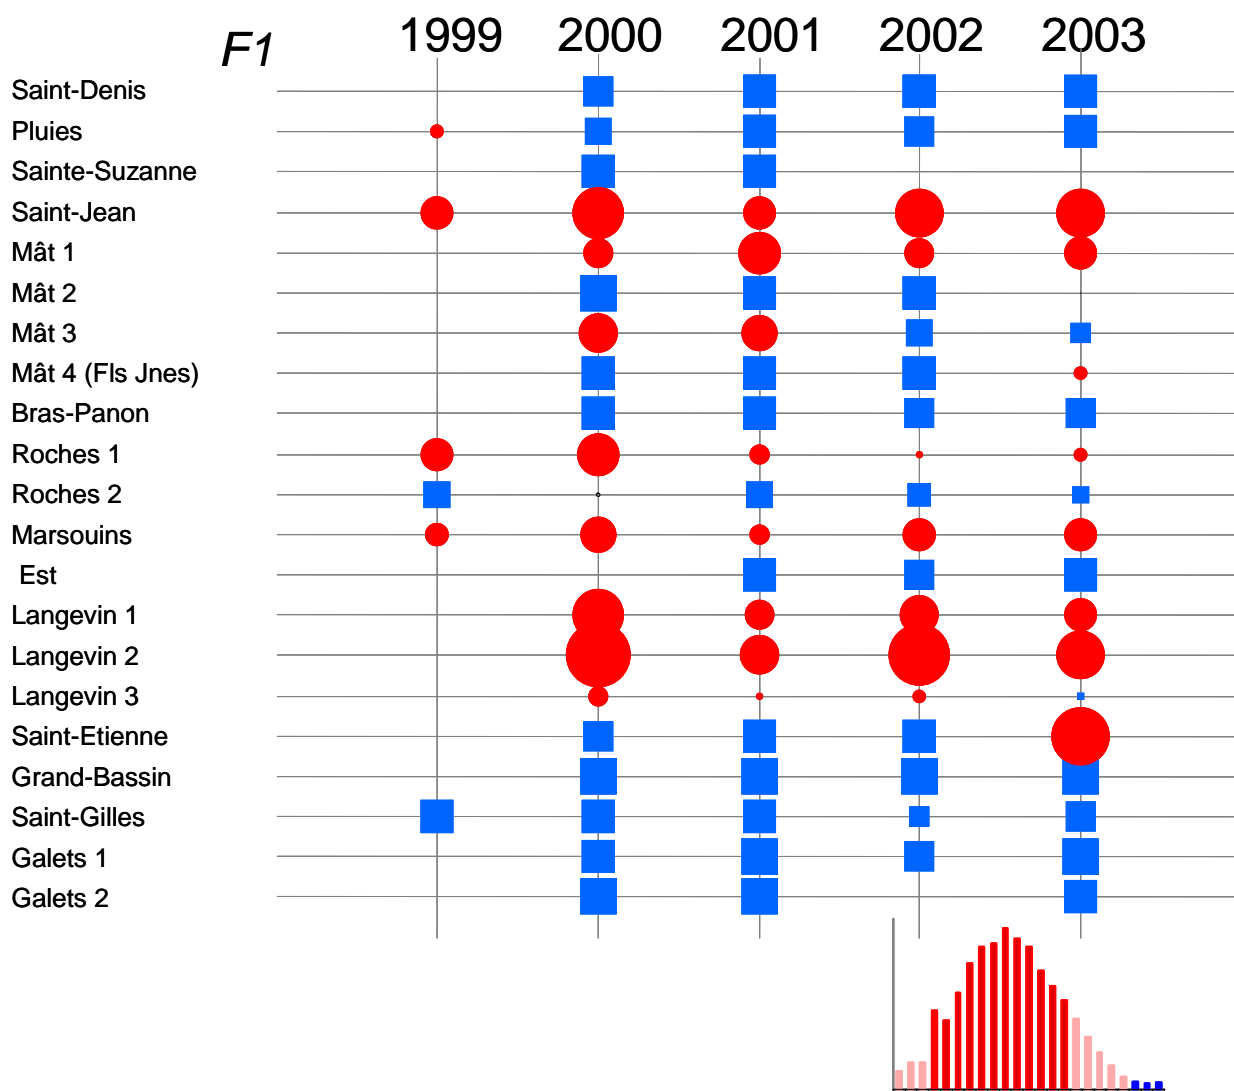 F1 1999 2000 2001 2002 2003
Saint-Denis
Pluies
Sainte-Suzanne
Saint-Jean
Mât 1
Mât 2
Mât 3
Mât 4 (Fls Jnes)
Bras-Panon
Roches 1
Roches 2
Marsouins
Est
Langevin 1
Langevin 2
Langevin 3
Saint-Etienne
Grand-Bassin
Saint-Gilles
Galets 1
Galets 2